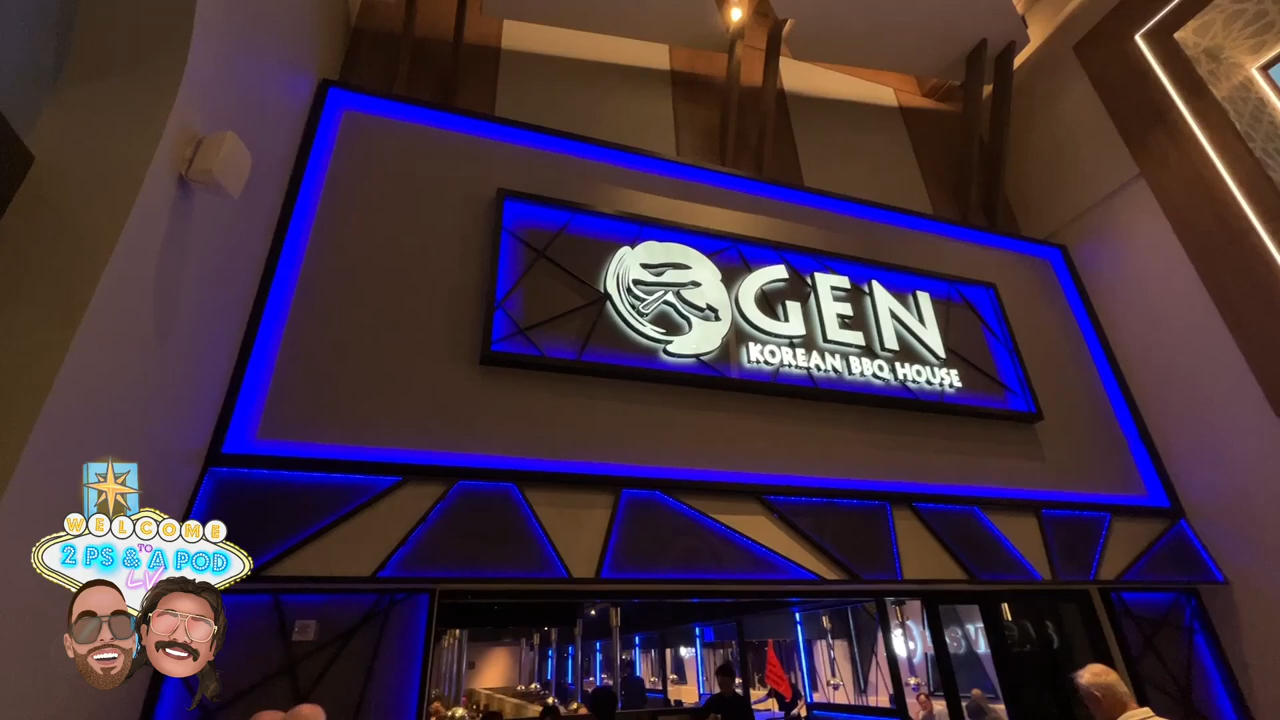 GEN
KOREAN BBQ HOUSE
WELCOME
TO
2 PS & A POD
LV